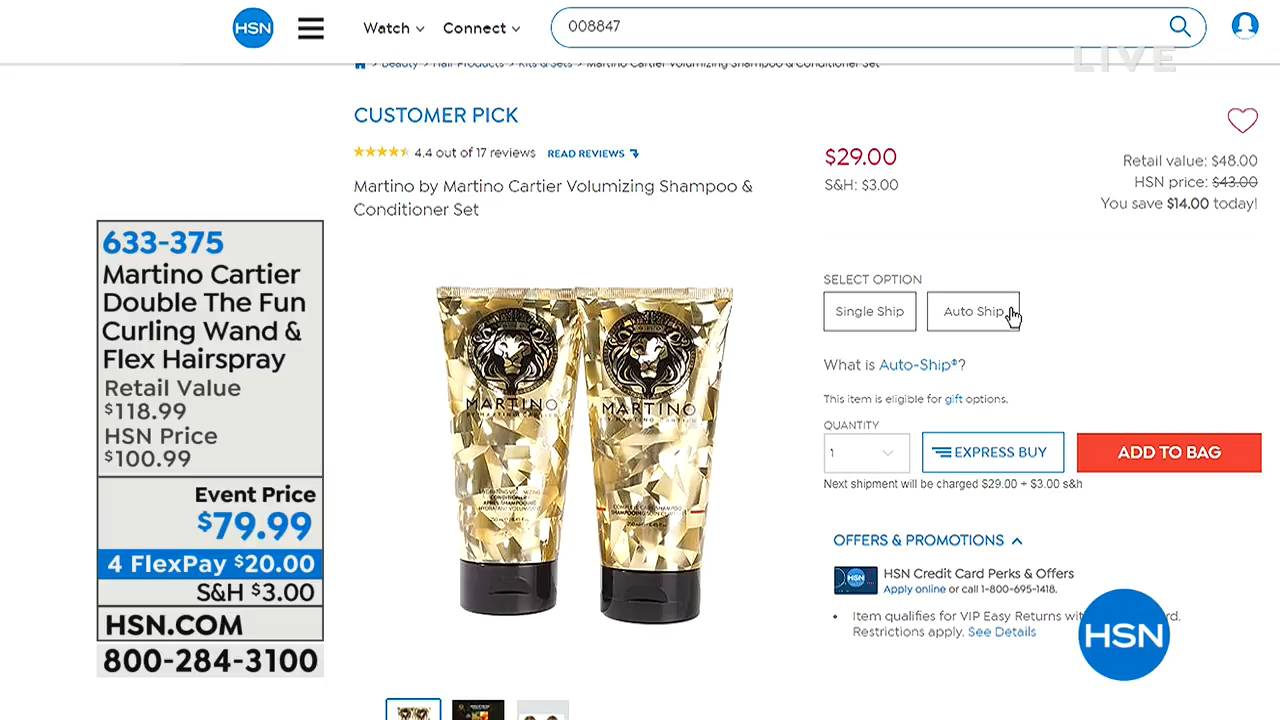 HSN
Watch
Connect
008847
LIVE
Beauty > Hair Products > Kits & Sets > Martino Cartier Volumizing Shampoo & Conditioner Set
CUSTOMER PICK
4.4 out of 17 reviews READ REVIEWS
Martino by Martino Cartier Volumizing Shampoo &
Conditioner Set
$29.00
S&H: $3.00
Retail value: $48.00
HSN price: $43.00
You save $14.00 today!
633-375
Martino Cartier
Double The Fun
Curling Wand &
Flex Hairspray
Retail Value
$118.99
HSN Price
$100.99
Event Price
$79.99
4 FlexPay $20.00
S&H $3.00
HSN.COM
800-284-3100
MARTINO
MARTINO
SELECT OPTION
Single Ship
Auto Ship
What is Auto-Ship®?
This item is eligible for gift options.
QUANTITY
1
EXPRESS BUY
ADD TO BAG
Next shipment will be charged $29.00 + $3.00 s&h
OFFERS & PROMOTIONS
HSN
HSN Credit Card Perks & Offers
Apply online or call 1-800-695-1418.
• Item qualifies for VIP Easy Returns
Restrictions apply. See Details
HSN